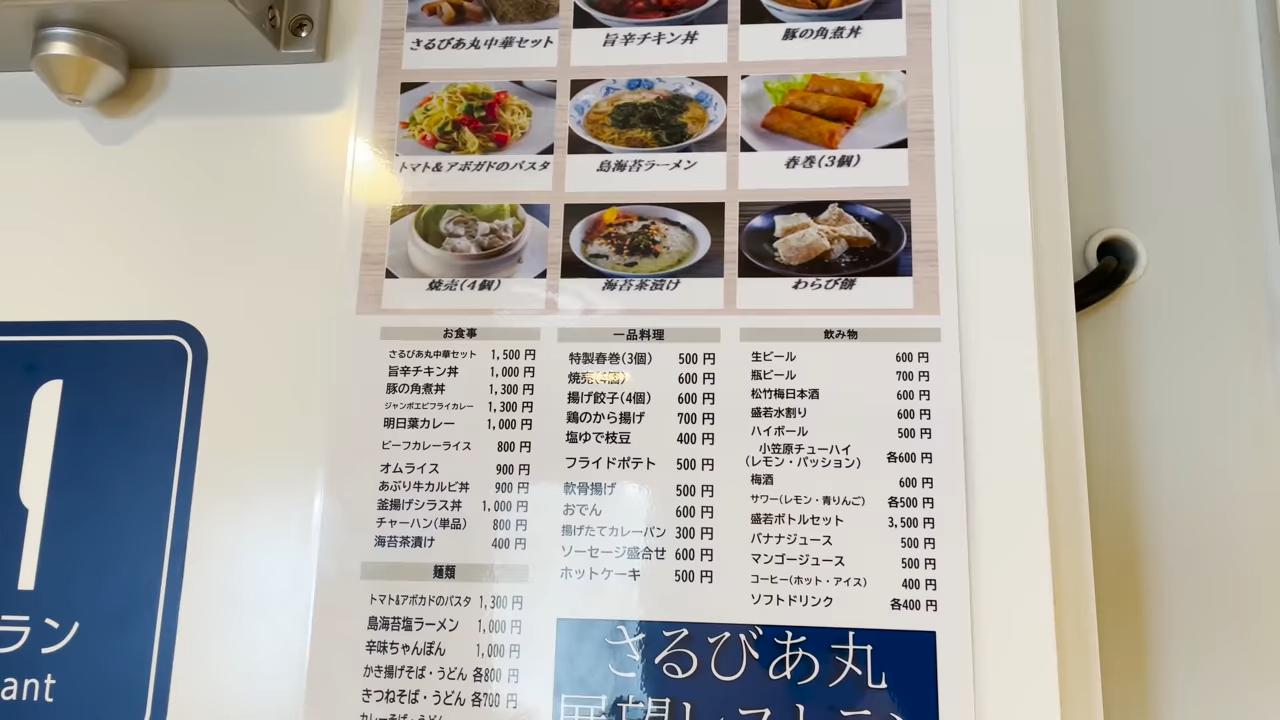 さるびあ丸中華セット
旨辛チキン丼
豚の角煮丼
トマト&アボガドのパスタ
島海苔ラーメン
春巻(3個)
焼売(4個)
海苔茶漬け
わらび餅
お食事
さるびあ丸中華セット 1,500 円
旨辛チキン丼 1,000 円
豚の角煮丼 1,300 円
ジャンボエビフライカレー 1,300 円
明日葉カレー 1,000 円
ビーフカレーライス 800 円
オムライス 900 円
あぶり牛カルビ丼 900 円
釜揚げシラス丼 1,000 円
チャーハン(単品) 800 円
海苔茶漬け 400 円
麺類
トマト&アボカドのパスタ 1,300 円
島海苔塩ラーメン 1,000 円
辛味ちゃんぽん 1,000 円
かき揚げそば・うどん 各800 円
きつねそば・うどん 各700 円
カレーそば・うどん
一品料理
特製春巻(3個) 500 円
焼売(4個) 600 円
揚げ餃子(4個) 600 円
鶏のから揚げ 700 円
塩ゆで枝豆 400 円
フライドポテト 500 円
軟骨揚げ 500 円
おでん 600 円
揚げたてカレーパン 300 円
ソーセージ盛合せ 600 円
ホットケーキ 500 円
飲み物
生ビール 600 円
瓶ビール 700 円
松竹梅日本酒 600 円
盛若水割り 600 円
ハイボール 500 円
小笠原チューハイ
(レモン・パッション) 各600 円
梅酒 600 円
サワー(レモン・青りんご) 各500 円
盛若ボトルセット 3,500 円
バナナジュース 500 円
マンゴージュース 500 円
コーヒー(ホット・アイス) 400 円
ソフトドリンク 各400 円
さるびあ丸
展望レストラン
ラン
ant